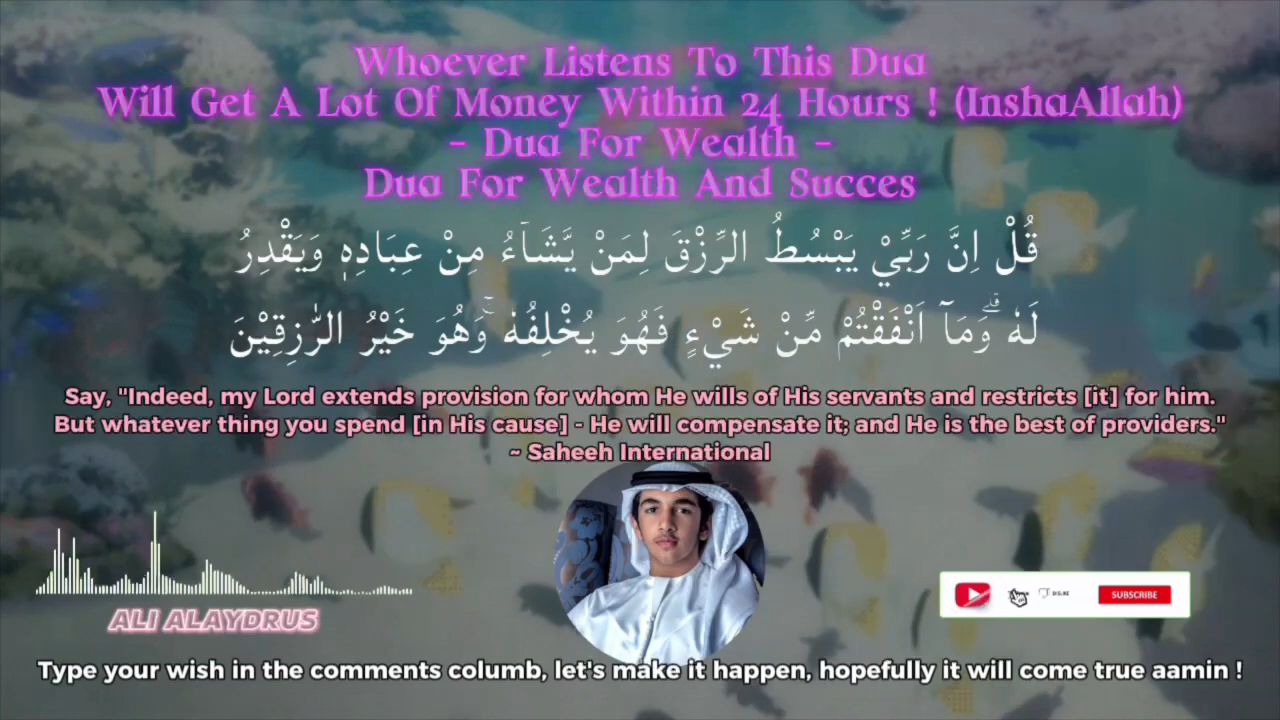 Whoever Listens To This Dua
Will Get A Lot Of Money Within 24 Hours ! (InshaAllah)
- Dua For Wealth -
Dua For Wealth And Succes
قُلْ اِنَّ رَبِّيْ يَبْسُطُ الرِّزْقَ لِمَنْ يَّشَاۤءُ مِنْ عِبَادِهٖ وَيَقْدِرُ
لَهٗ ۗوَمَآ اَنْفَقْتُمْ مِّنْ شَيْءٍ فَهُوَ يُخْلِفُهٗ ۚوَهُوَ خَيْرُ الرّٰزِقِيْنَ
Say, "Indeed, my Lord extends provision for whom He wills of His servants and restricts [it] for him.
But whatever thing you spend [in His cause] - He will compensate it; and He is the best of providers."
~ Saheeh International
SUBSCRIBE
ALI ALAYDRUS
Type your wish in the comments columb, let's make it happen, hopefully it will come true aamin !